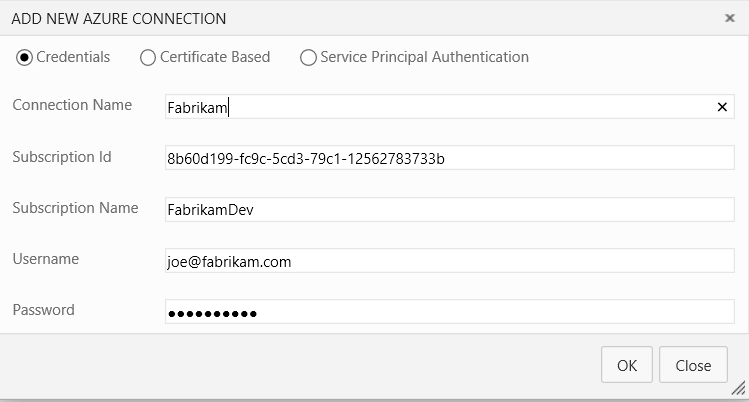 ADD NEW AZURE CONNECTION
Credentials Certificate Based Service Principal Authentication
Connection Name Fabrikam
Subscription Id 8b60d199-fc9c-5cd3-79c1-12562783733b
Subscription Name FabrikamDev
Username joe@fabrikam.com
Password ●●●●●●●●●●
OK Close